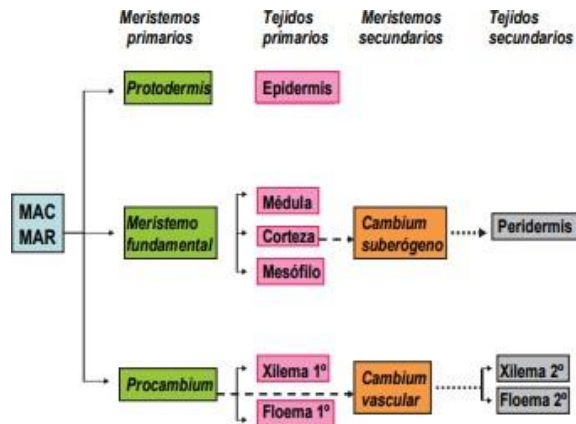 Meristemos primarios
Tejidos primarios
Meristemos secundarios
Tejidos secundarios
Protodermis
Epidermis
MAC
MAR
Meristemo fundamental
Médula
Corteza
Mesófilo
Cambium suberógeno
Peridermis
Procambium
Xilema 1º
Floema 1º
Cambium vascular
Xilema 2º
Floema 2º